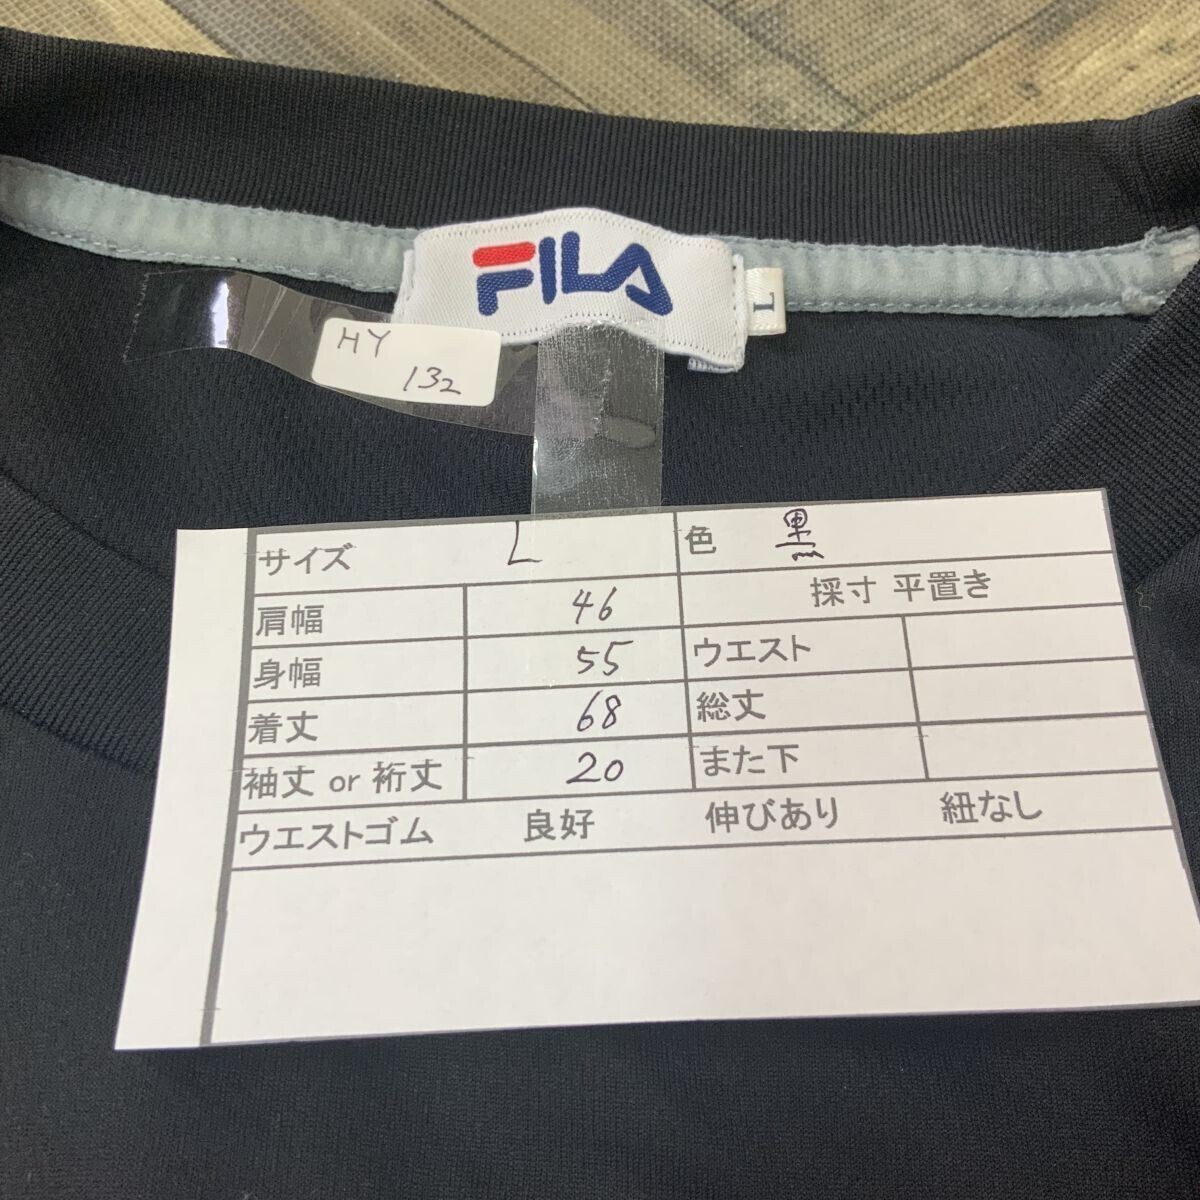 FILA
L
HY
132
サイズ L 色 黒
肩幅 46 採寸 平置き
身幅 55 ウエスト
着丈 68 総丈
袖丈 or 裄丈 20 また下
ウエストゴム 良好 伸びあり 紐なし